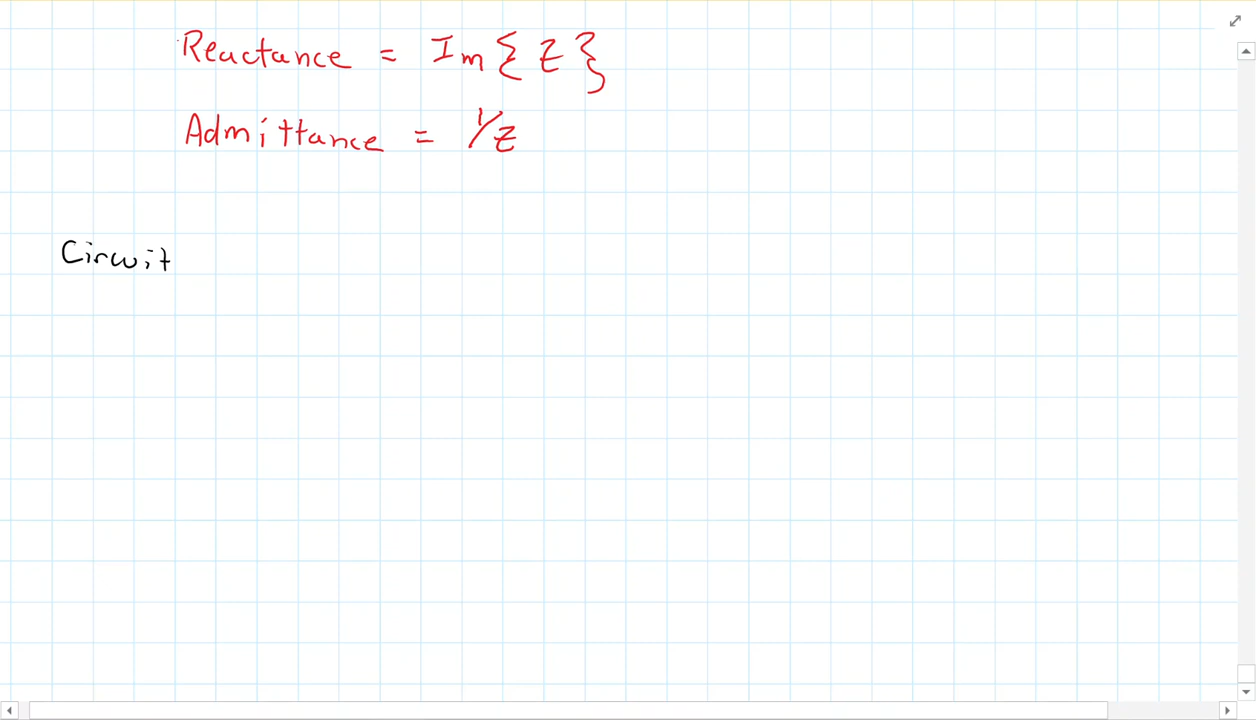 Reactance = Im{Z}
Admittance = 1/Z
Circuit